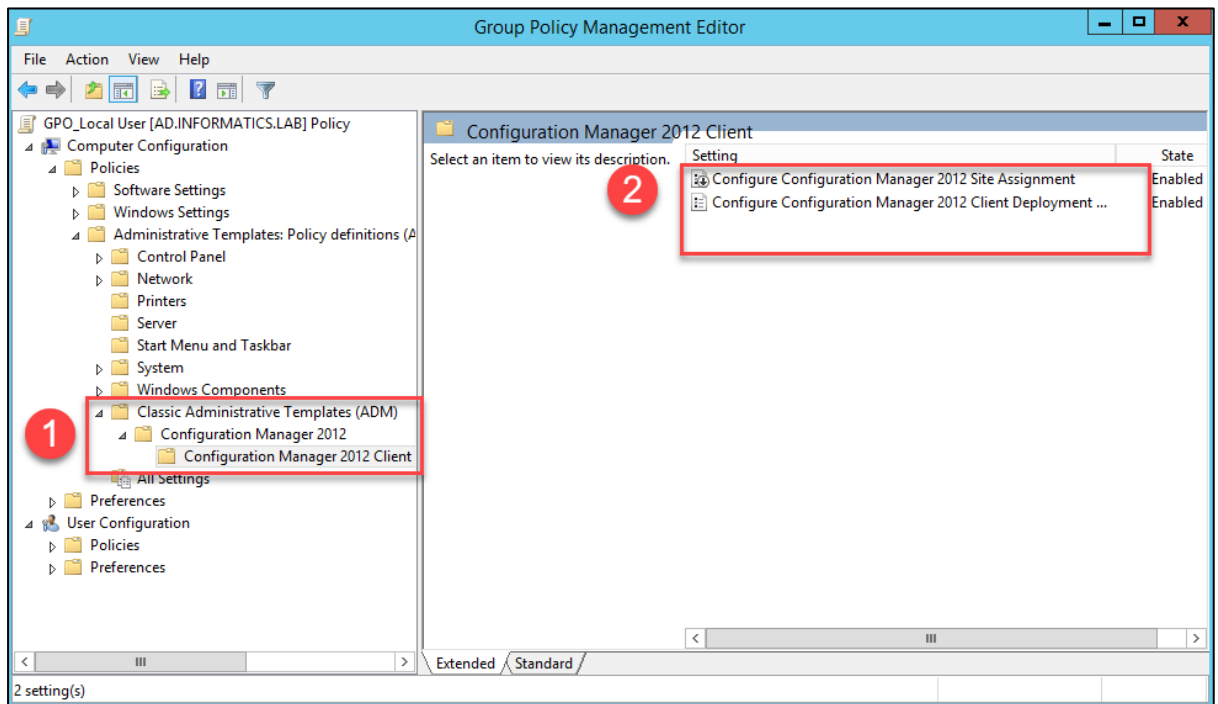 Group Policy Management Editor
File Action View Help
GPO_Local User [AD.INFORMATICS.LAB] Policy
Computer Configuration
Policies
Software Settings
Windows Settings
Administrative Templates: Policy definitions (A
Control Panel
Network
Printers
Server
Start Menu and Taskbar
System
Windows Components
1
Classic Administrative Templates (ADM)
Configuration Manager 2012
Configuration Manager 2012 Client
All Settings
Preferences
User Configuration
Policies
Preferences
Configuration Manager 2012 Client
Select an item to view its description.
2
Setting State
Configure Configuration Manager 2012 Site Assignment Enabled
Configure Configuration Manager 2012 Client Deployment ... Enabled
Extended Standard
2 setting(s)